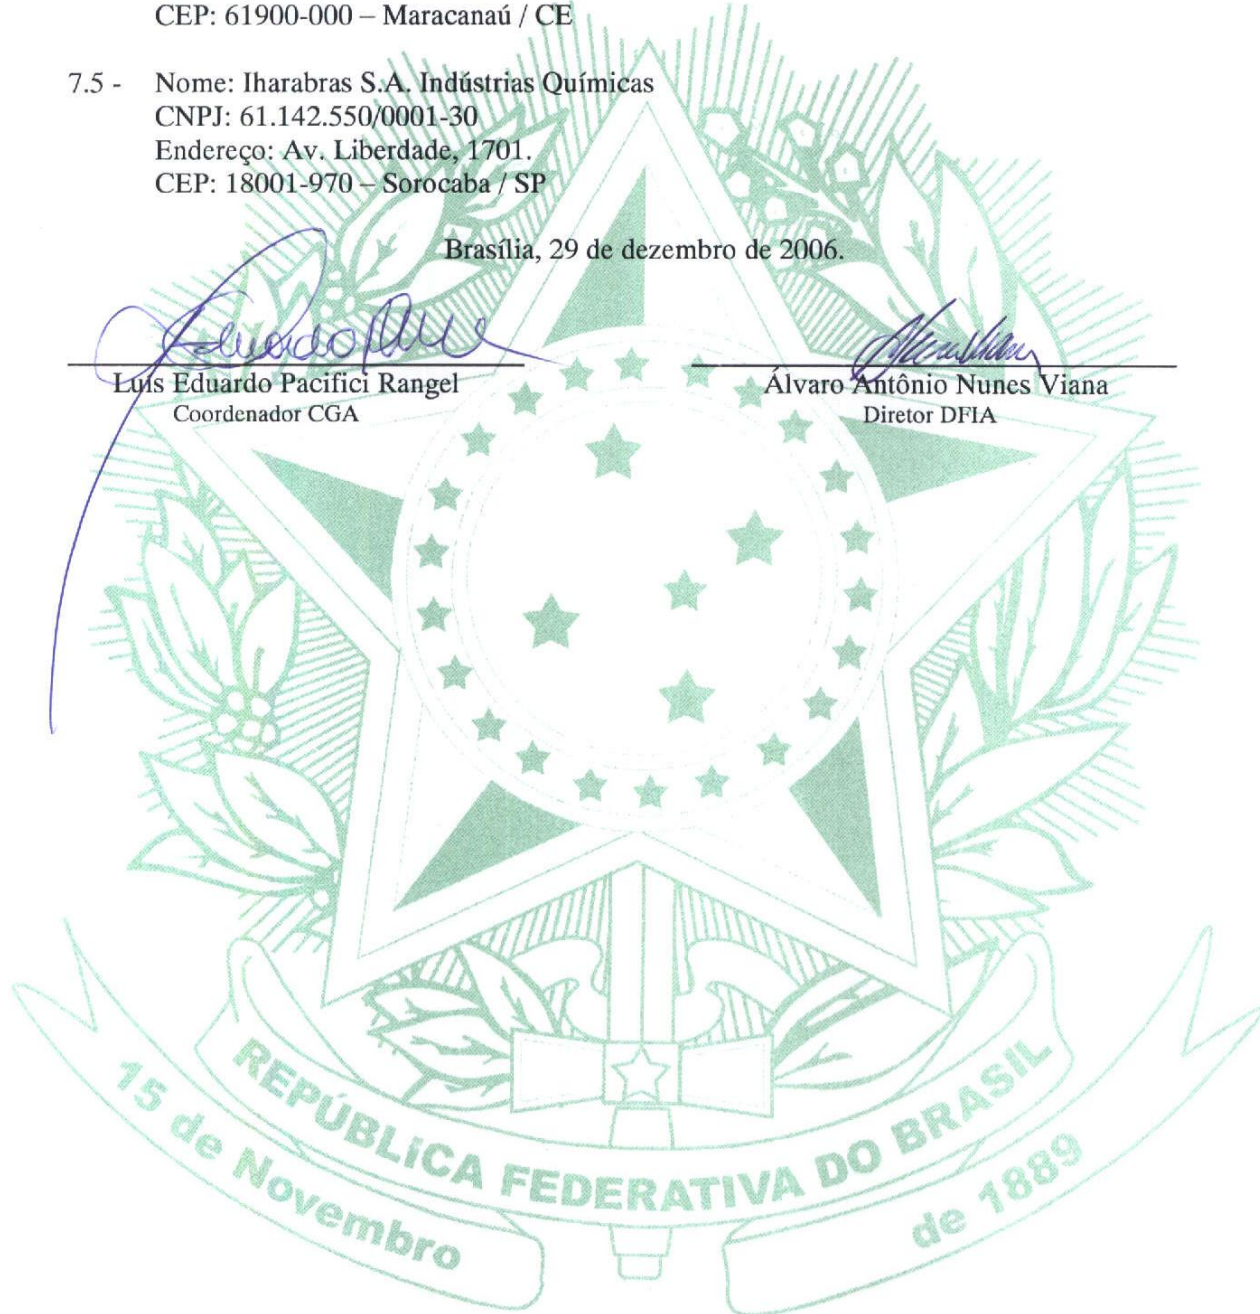 CEP: 61900-000 – Maracanaú / CE
7.5 - Nome: Iharabras S.A. Indústrias Químicas
CNPJ: 61.142.550/0001-30
Endereço: Av. Liberdade, 1701.
CEP: 18001-970 – Sorocaba / SP
Brasília, 29 de dezembro de 2006.
Luís Eduardo Pacifici Rangel
Coordenador CGA
Álvaro Antônio Nunes Viana
Diretor DFIA
REPÚBLICA FEDERATIVA DO BRASIL
15 de Novembro
de 1889